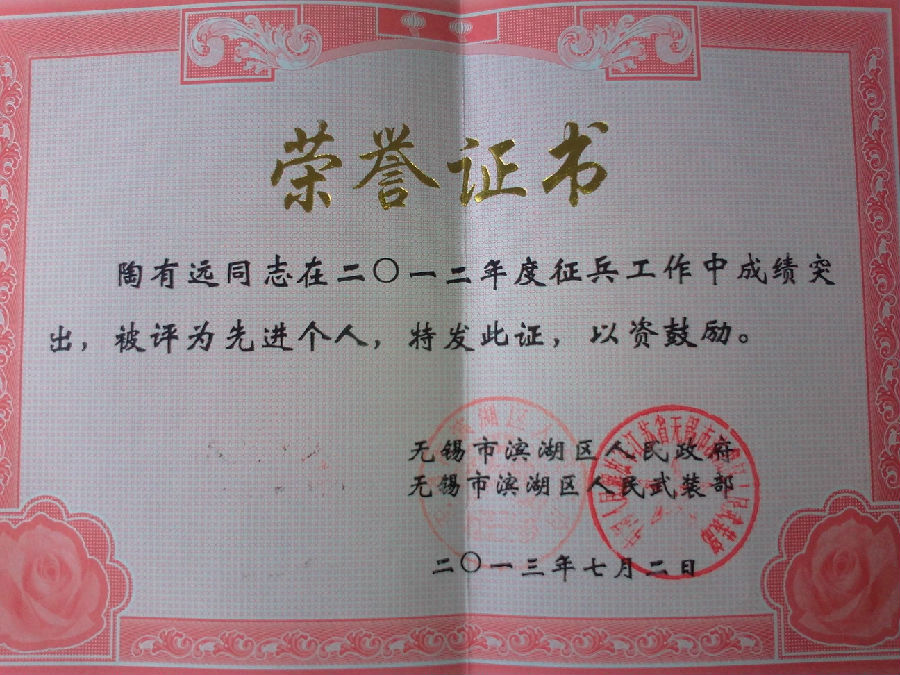 荣誉证书
陶有远同志在二〇一二年度征兵工作中成绩突
出，被评为先进个人，特发此证，以资鼓励。
无锡市滨湖区人民政府
无锡市滨湖区人民武装部
二〇一三年七月二日